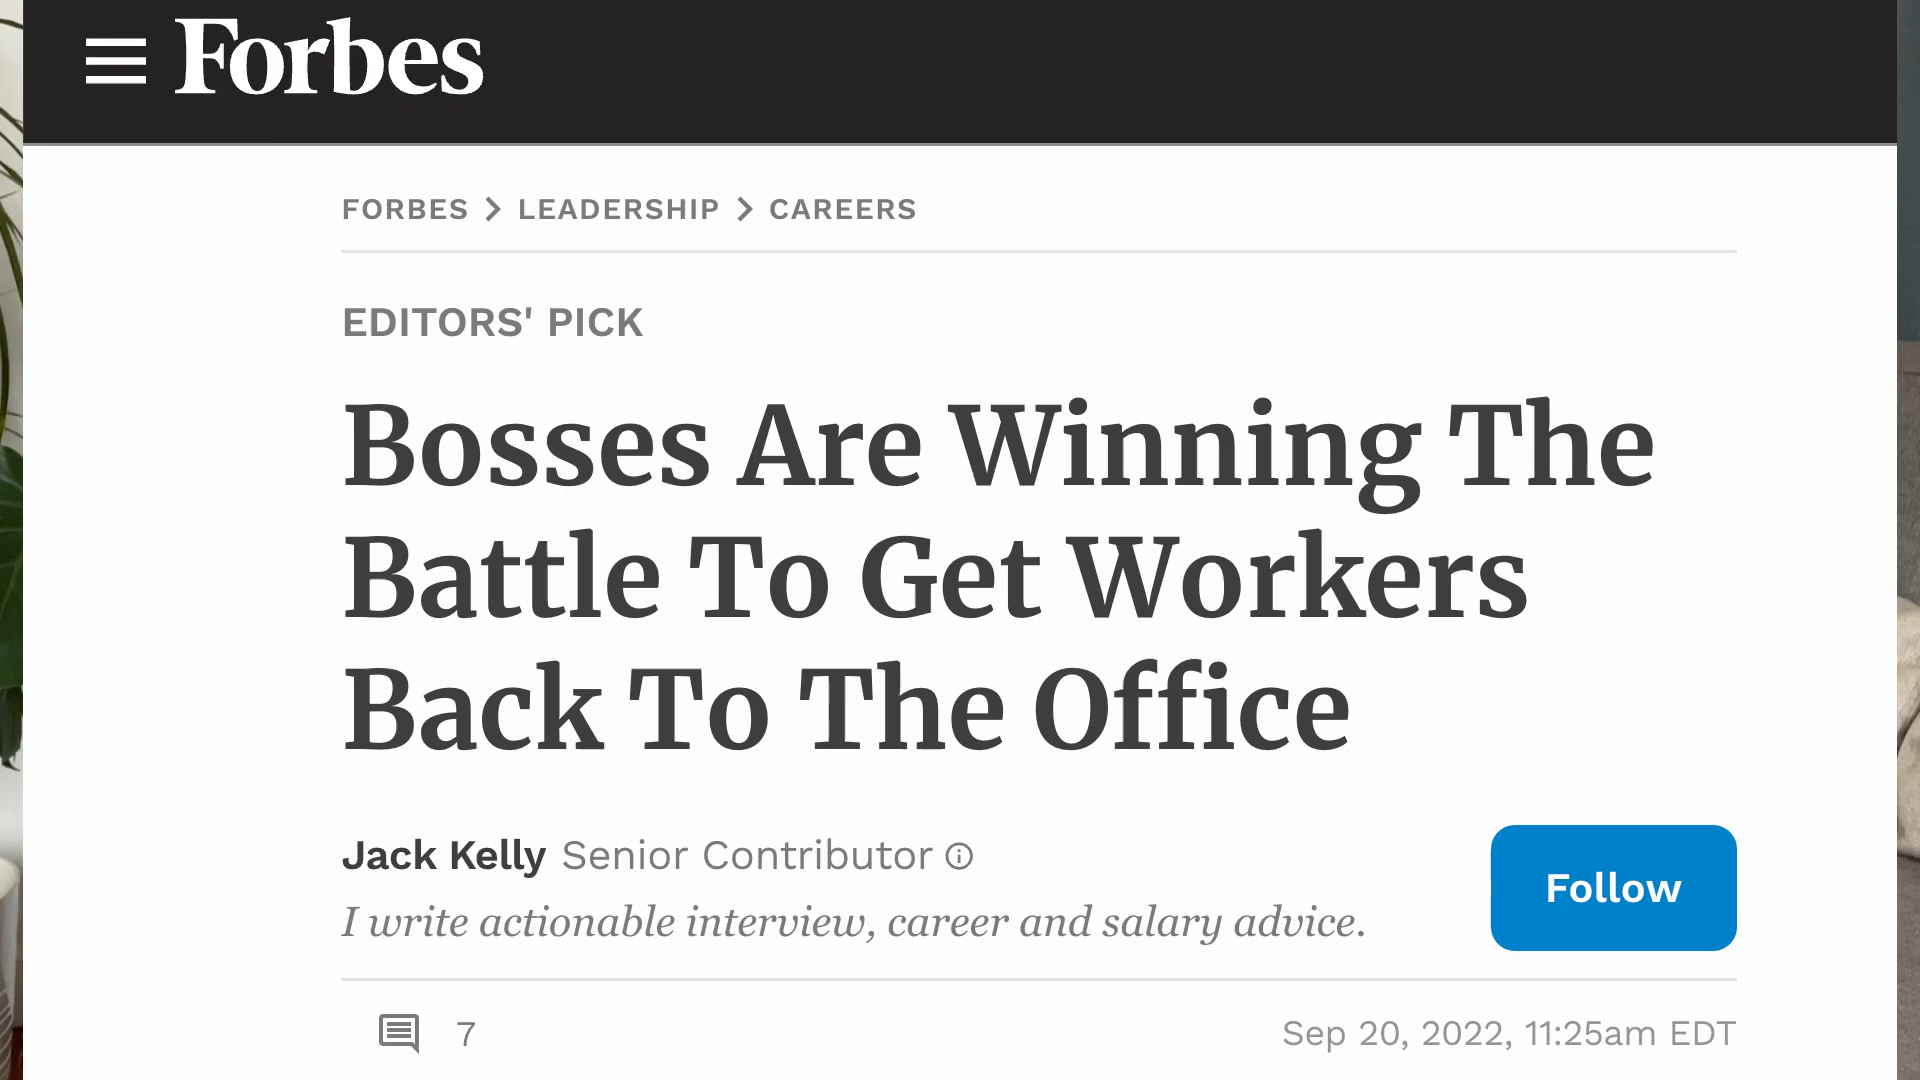 Forbes
FORBES > LEADERSHIP > CAREERS
EDITORS' PICK
Bosses Are Winning The
Battle To Get Workers
Back To The Office
Jack Kelly Senior Contributor
I write actionable interview, career and salary advice.
Follow
7
Sep 20, 2022, 11:25am EDT